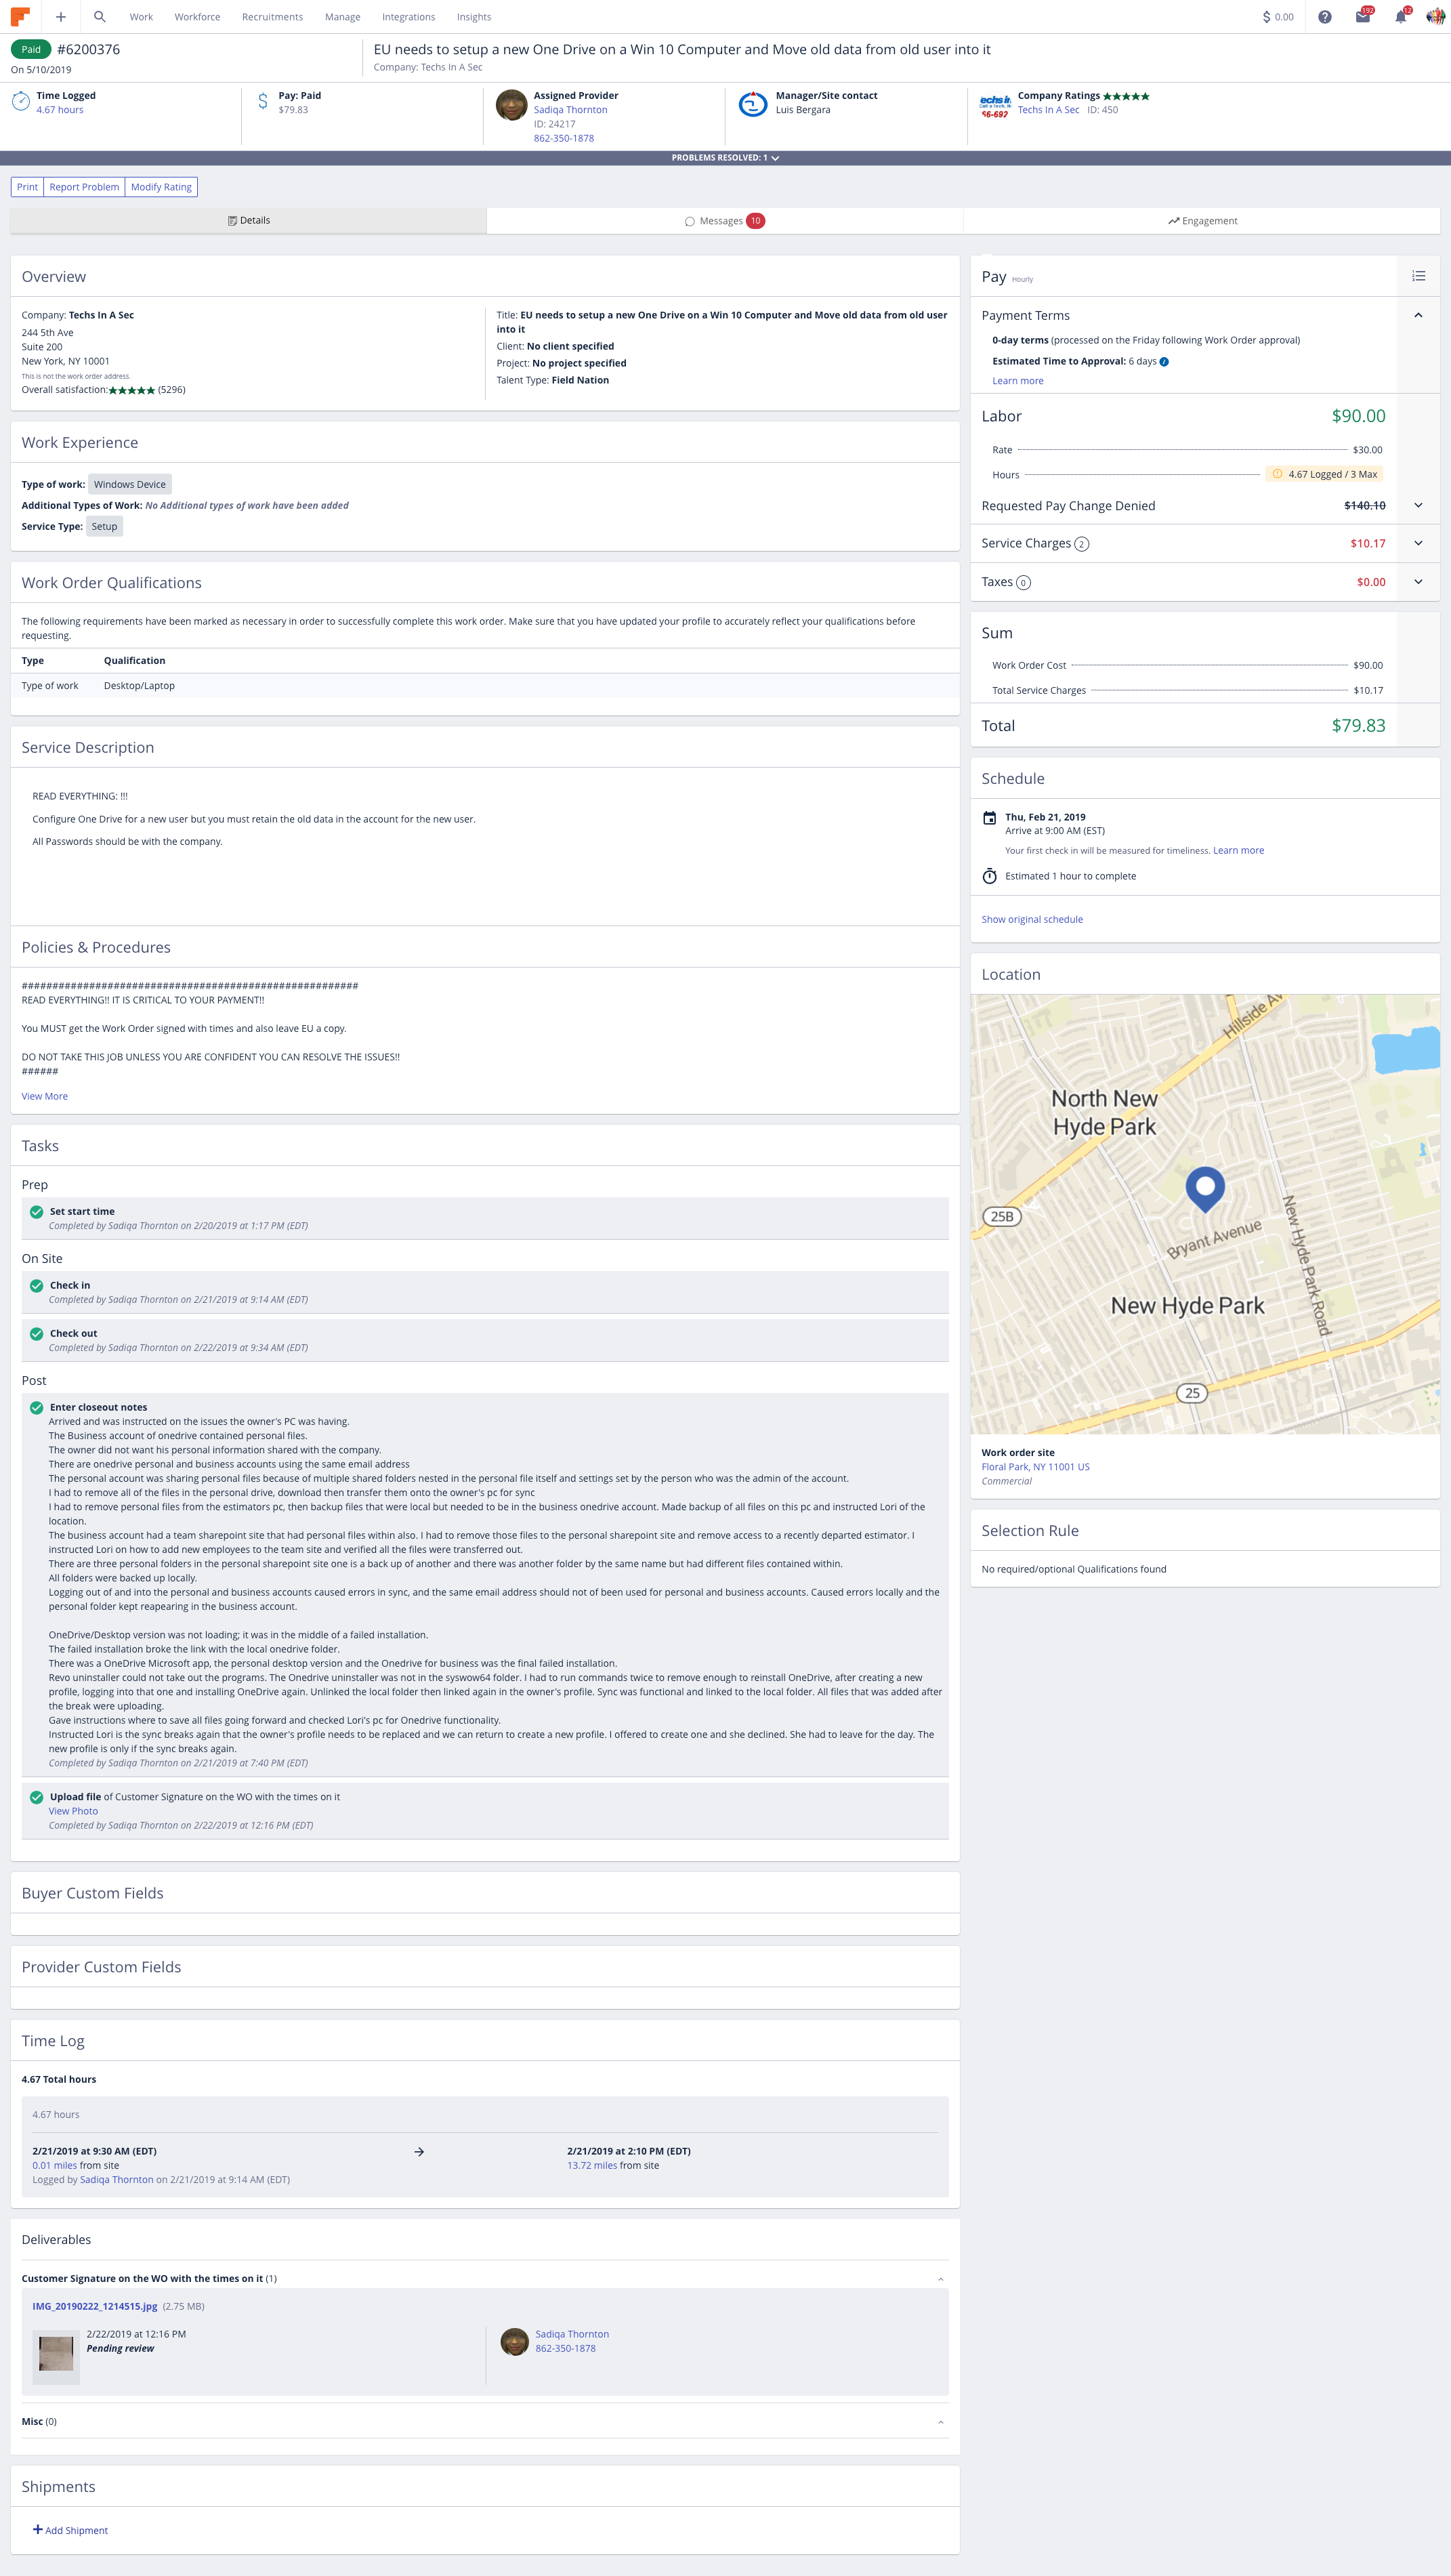 Work Workforce Recruitments Manage Integrations Insights $ 0.00 192 12
Paid #6200376
On 5/10/2019
EU needs to setup a new One Drive on a Win 10 Computer and Move old data from old user into it
Company: Techs In A Sec
Time Logged
4.67 hours
Pay: Paid
$79.83
Assigned Provider
Sadiqa Thornton
ID: 24217
862-350-1878
Manager/Site contact
Luis Bergara
Company Ratings
Techs In A Sec ID: 450
PROBLEMS RESOLVED: 1
Print Report Problem Modify Rating
Details Messages 10 Engagement
Overview
Company: Techs In A Sec
244 5th Ave
Suite 200
New York, NY 10001
This is not the work order address.
Overall satisfaction: (5296)
Title: EU needs to setup a new One Drive on a Win 10 Computer and Move old data from old user
into it
Client: No client specified
Project: No project specified
Talent Type: Field Nation
Work Experience
Type of work: Windows Device
Additional Types of Work: No Additional types of work have been added
Service Type: Setup
Work Order Qualifications
The following requirements have been marked as necessary in order to successfully complete this work order. Make sure that you have updated your profile to accurately reflect your qualifications before
requesting.
Type Qualification
Type of work Desktop/Laptop
Service Description
READ EVERYTHING: !!!
Configure One Drive for a new user but you must retain the old data in the account for the new user.
All Passwords should be with the company.
Policies & Procedures
#######################################################
READ EVERYTHING!! IT IS CRITICAL TO YOUR PAYMENT!!
You MUST get the Work Order signed with times and also leave EU a copy.
DO NOT TAKE THIS JOB UNLESS YOU ARE CONFIDENT YOU CAN RESOLVE THE ISSUES!!
######
View More
Tasks
Prep
Set start time
Completed by Sadiqa Thornton on 2/20/2019 at 1:17 PM (EDT)
On Site
Check in
Completed by Sadiqa Thornton on 2/21/2019 at 9:14 AM (EDT)
Check out
Completed by Sadiqa Thornton on 2/22/2019 at 9:34 AM (EDT)
Post
Enter closeout notes
Arrived and was instructed on the issues the owner's PC was having.
The Business account of onedrive contained personal files.
The owner did not want his personal information shared with the company.
There are onedrive personal and business accounts using the same email address
The personal account was sharing personal files because of multiple shared folders nested in the personal file itself and settings set by the person who was the admin of the account.
I had to remove all of the files in the personal drive, download then transfer them onto the owner's pc for sync
I had to remove personal files from the estimators pc, then backup files that were local but needed to be in the business onedrive account. Made backup of all files on this pc and instructed Lori of the
location.
The business account had a team sharepoint site that had personal files within also. I had to remove those files to the personal sharepoint site and remove access to a recently departed estimator. I
instructed Lori on how to add new employees to the team site and verified all the files were transferred out.
There are three personal folders in the personal sharepoint site one is a back up of another and there was another folder by the same name but had different files contained within.
All folders were backed up locally.
Logging out of and into the personal and business accounts caused errors in sync, and the same email address should not of been used for personal and business accounts. Caused errors locally and the
personal folder kept reapearing in the business account.
OneDrive/Desktop version was not loading; it was in the middle of a failed installation.
The failed installation broke the link with the local onedrive folder.
There was a OneDrive Microsoft app, the personal desktop version and the Onedrive for business was the final failed installation.
Revo uninstaller could not take out the programs. The Onedrive uninstaller was not in the syswow64 folder. I had to run commands twice to remove enough to reinstall OneDrive, after creating a new
profile, logging into that one and installing OneDrive again. Unlinked the local folder then linked again in the owner's profile. Sync was functional and linked to the local folder. All files that was added after
the break were uploading.
Gave instructions where to save all files going forward and checked Lori's pc for Onedrive functionality.
Instructed Lori is the sync breaks again that the owner's profile needs to be replaced and we can return to create a new profile. I offered to create one and she declined. She had to leave for the day. The
new profile is only if the sync breaks again.
Completed by Sadiqa Thornton on 2/21/2019 at 7:40 PM (EDT)
Upload file of Customer Signature on the WO with the times on it
View Photo
Completed by Sadiqa Thornton on 2/22/2019 at 12:16 PM (EDT)
Buyer Custom Fields
Provider Custom Fields
Time Log
4.67 Total hours
4.67 hours
2/21/2019 at 9:30 AM (EDT) 2/21/2019 at 2:10 PM (EDT)
0.01 miles from site 13.72 miles from site
Logged by Sadiqa Thornton on 2/21/2019 at 9:14 AM (EDT)
Deliverables
Customer Signature on the WO with the times on it (1)
IMG_20190222_1214515.jpg (2.75 MB)
2/22/2019 at 12:16 PM
Pending review
Sadiqa Thornton
862-350-1878
Misc (0)
Shipments
Add Shipment
Pay Hourly
Payment Terms
0-day terms (processed on the Friday following Work Order approval)
Estimated Time to Approval: 6 days
Learn more
Labor $90.00
Rate $30.00
Hours 4.67 Logged / 3 Max
Requested Pay Change Denied $140.10
Service Charges 2 $10.17
Taxes 0 $0.00
Sum
Work Order Cost $90.00
Total Service Charges $10.17
Total $79.83
Schedule
Thu, Feb 21, 2019
Arrive at 9:00 AM (EST)
Your first check in will be measured for timeliness. Learn more
Estimated 1 hour to complete
Show original schedule
Location
Hillside Av
North New
Hyde Park
25B
Bryant Avenue
New Hyde Park Road
New Hyde Park
25
Work order site
Floral Park, NY 11001 US
Commercial
Selection Rule
No required/optional Qualifications found